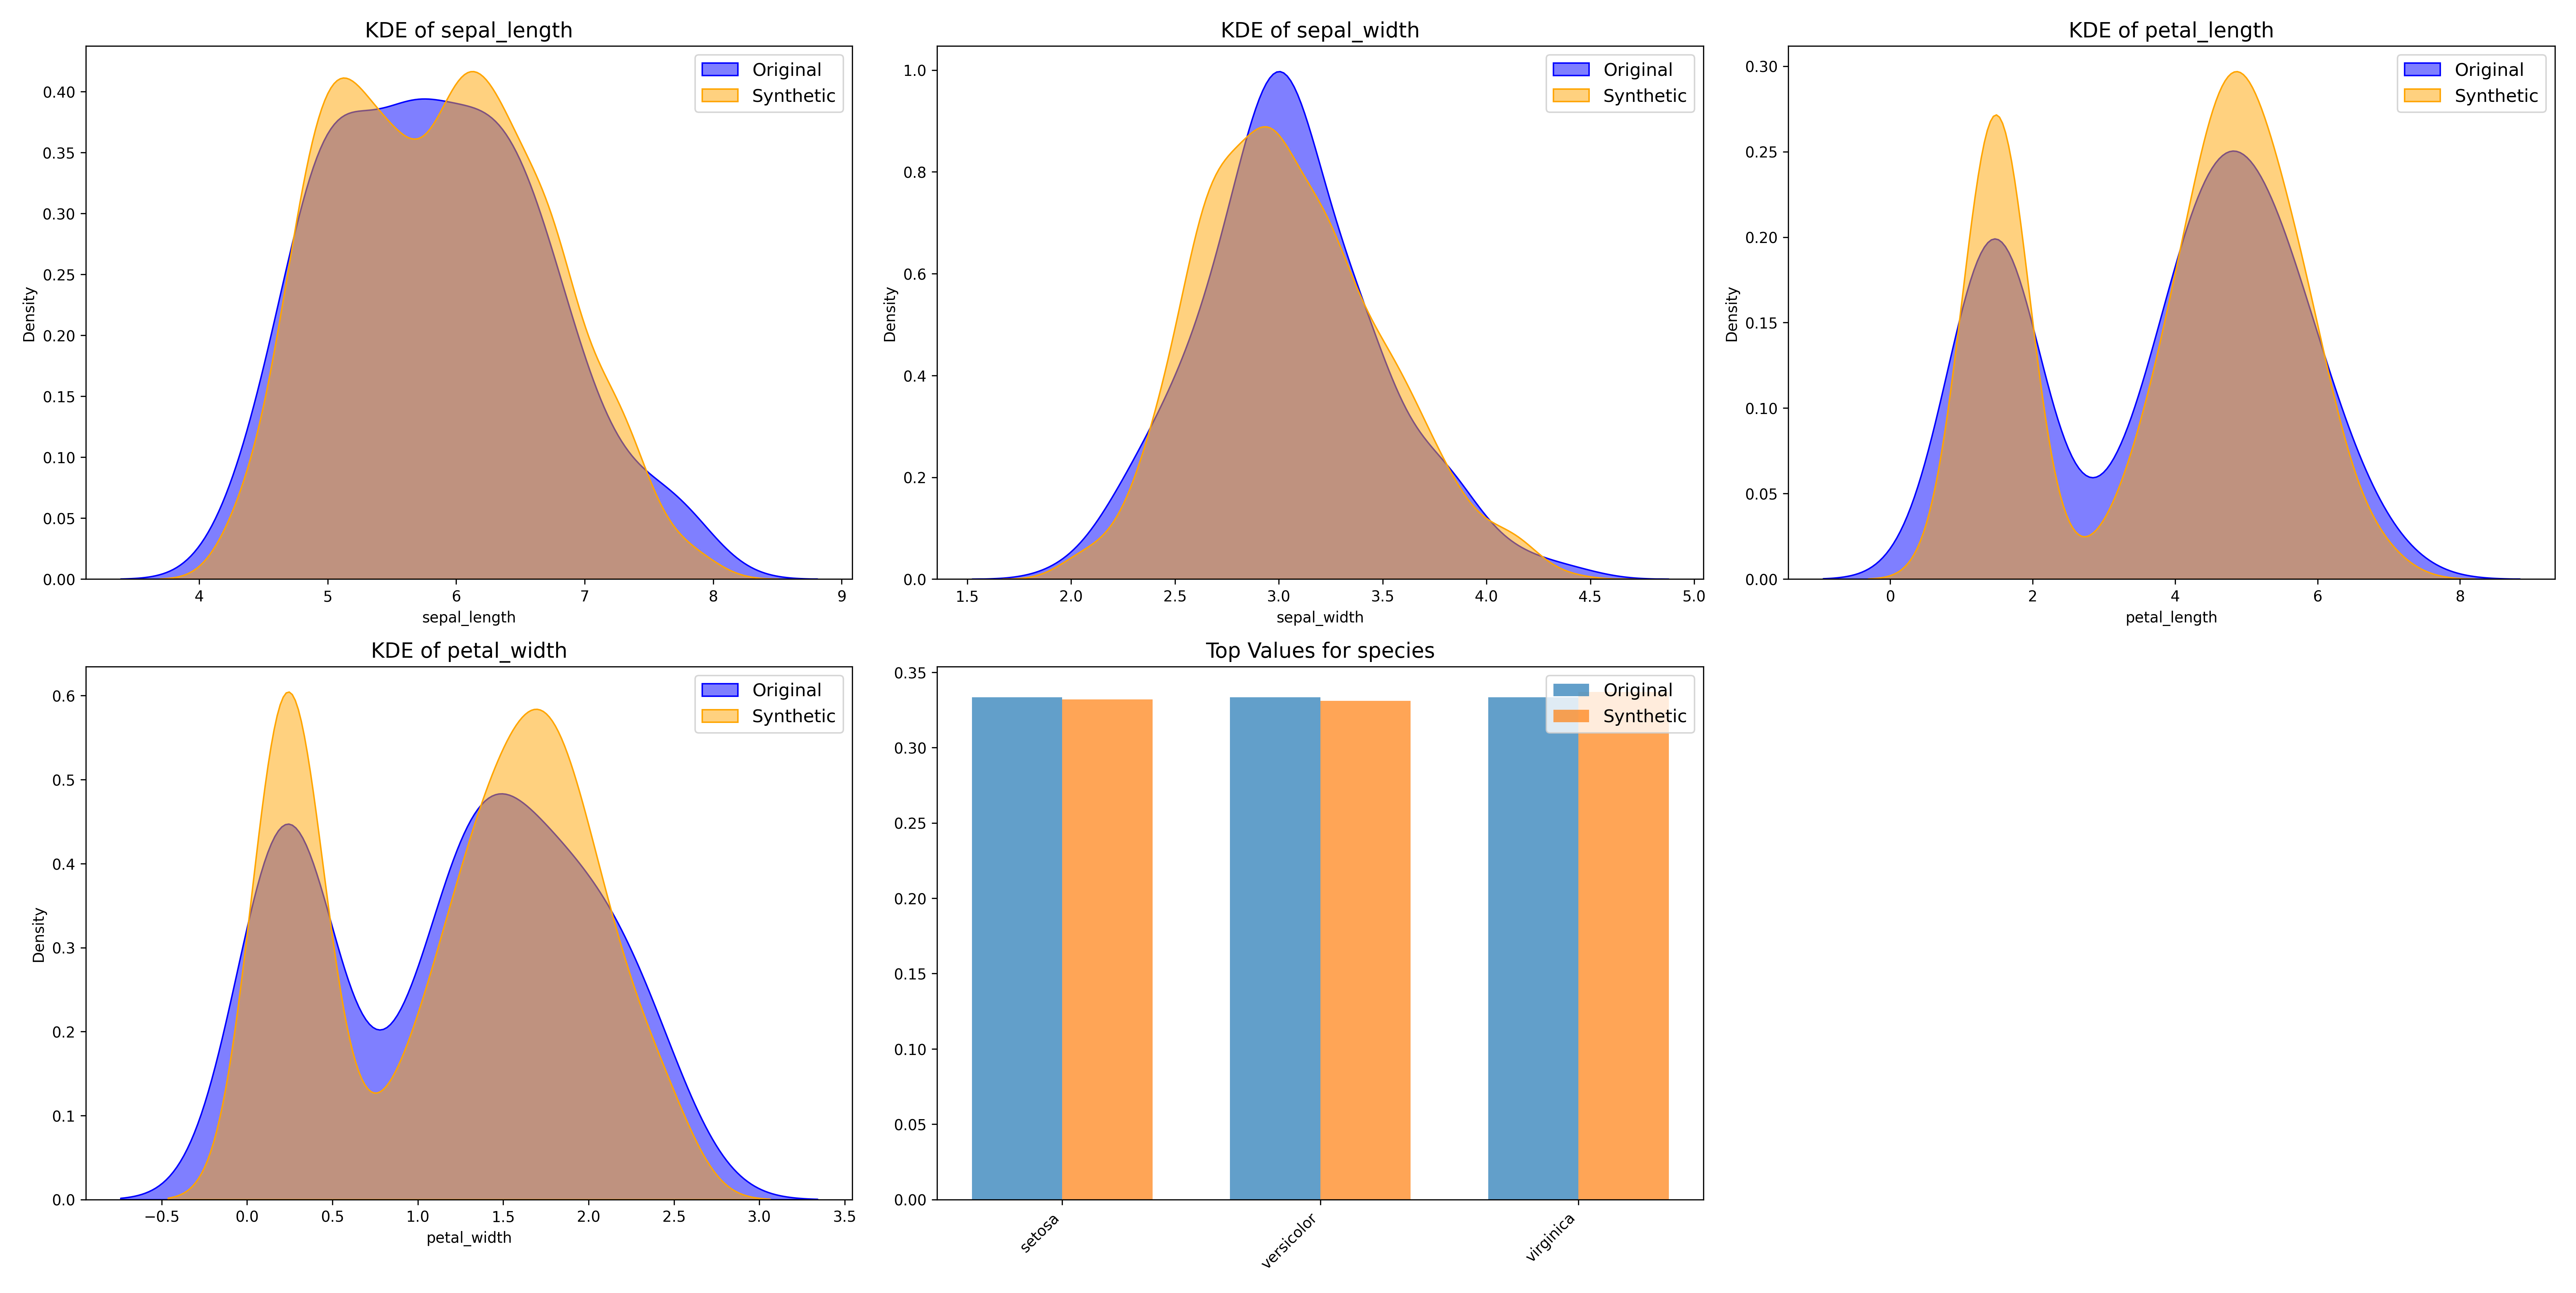 KDE of sepal_length
Density
0.40
0.35
0.30
0.25
0.20
0.15
0.10
0.05
0.00
4 5 6 7 8 9
sepal_length
Original
Synthetic
KDE of sepal_width
Density
1.0
0.8
0.6
0.4
0.2
0.0
1.5 2.0 2.5 3.0 3.5 4.0 4.5 5.0
sepal_width
Original
Synthetic
KDE of petal_length
Density
0.30
0.25
0.20
0.15
0.10
0.05
0.00
0 2 4 6 8
petal_length
Original
Synthetic
KDE of petal_width
Density
0.6
0.5
0.4
0.3
0.2
0.1
0.0
−0.5 0.0 0.5 1.0 1.5 2.0 2.5 3.0 3.5
petal_width
Original
Synthetic
Top Values for species
0.35
0.30
0.25
0.20
0.15
0.10
0.05
0.00
setosa versicolor virginica
Original
Synthetic